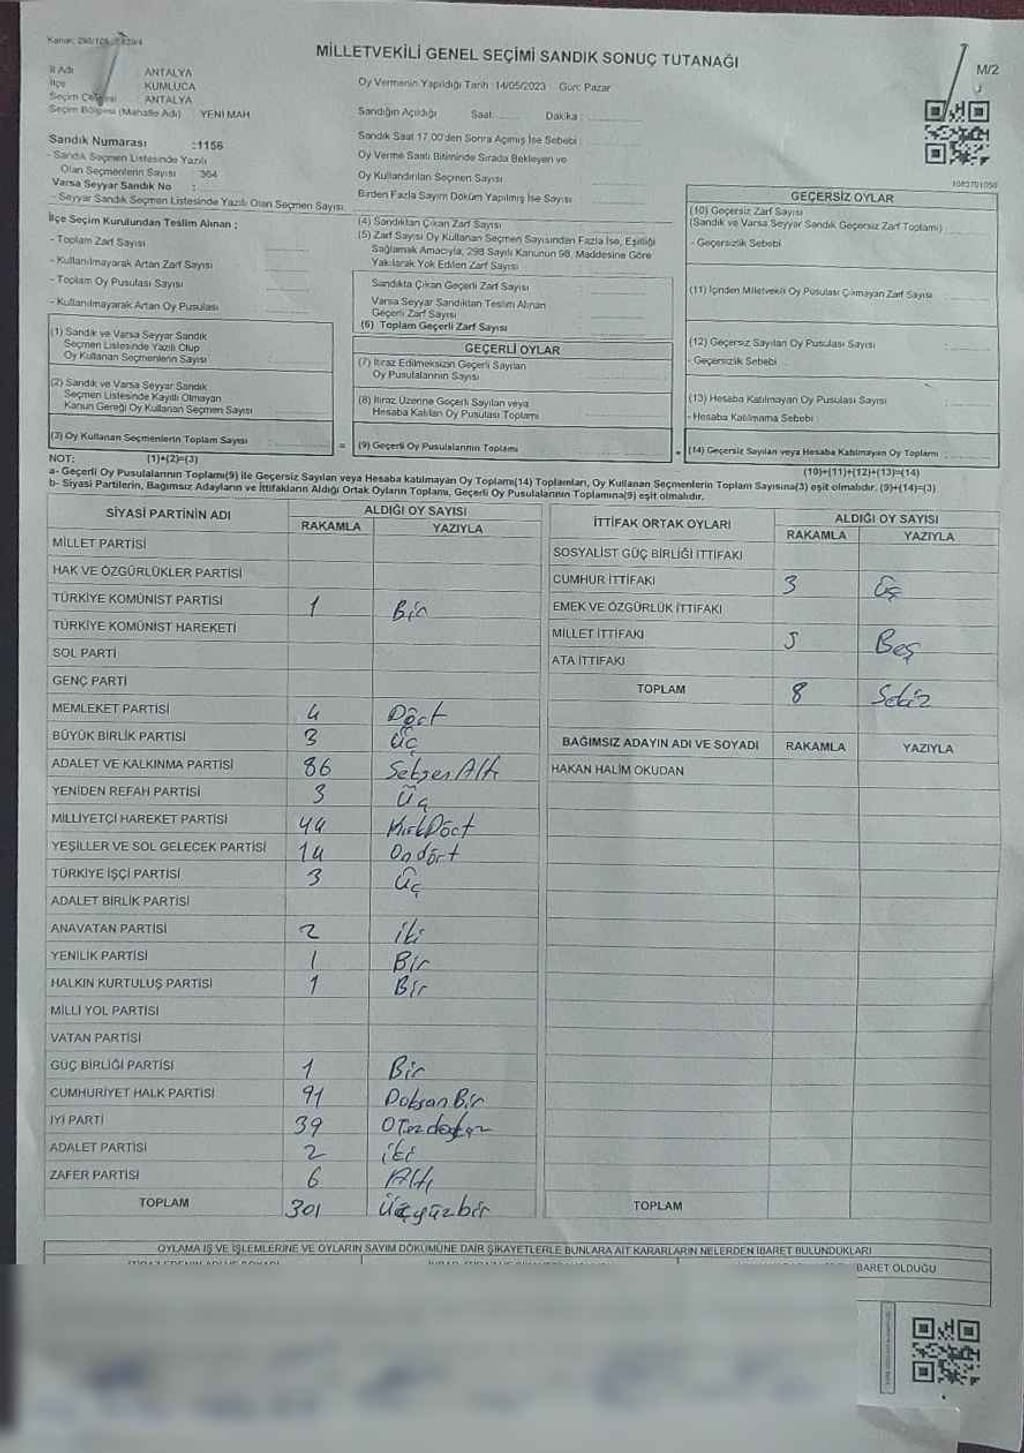 MİLLETVEKİLİ GENEL SEÇİMİ SANDIK SONUÇ TUTANAĞI
M/2
İl Adı ANTALYA
İlçe KUMLUCA
Seçim Çevresi ANTALYA
Seçim Bölgesi (Mahalle Adı) YENİ MAH
Sandık Numarası :1156
- Sandık Seçmen Listesinde Yazılı
Olan Seçmenlerin Sayısı : 364
Varsa Seyyar Sandık No :
- Seyyar Sandık Seçmen Listesinde Yazılı Olan Seçmen Sayısı
İlçe Seçim Kurulundan Teslim Alınan ;
- Toplam Zarf Sayısı
- Kullanılmayarak Artan Zarf Sayısı
- Toplam Oy Pusulası Sayısı
- Kullanılmayarak Artan Oy Pusulası
(1) Sandık ve Varsa Seyyar Sandık
Seçmen Listesinde Yazılı Olup
Oy Kullanan Seçmenlerin Sayısı
(2) Sandık ve Varsa Seyyar Sandık
Seçmen Listesinde Kayıtlı Olmayan
Kanun Gereği Oy Kullanan Seçmen Sayısı
(3) Oy Kullanan Seçmenlerin Toplam Sayısı
Oy Vermenin Yapıldığı Tarih : 14/05/2023 Gün: Pazar
Sandığın Açıldığı Saat: Dakika :
Sandık Saat 17.00'den Sonra Açılmış İse Sebebi :
Oy Verme Saati Bitiminde Sırada Bekleyen ve
Oy Kullandırılan Seçmen Sayısı
Birden Fazla Sayım Döküm Yapılmış İse Sayısı
(4) Sandıktan Çıkan Zarf Sayısı
(5) Zarf Sayısı Oy Kullanan Seçmen Sayısından Fazla İse, Eşitliği
Sağlamak Amacıyla, 298 Sayılı Kanunun 98. Maddesine Göre
Yakılarak Yok Edilen Zarf Sayısı
Sandıkta Çıkan Geçerli Zarf Sayısı
Varsa Seyyar Sandıktan Teslim Alınan
Geçerli Zarf Sayısı
(6) Toplam Geçerli Zarf Sayısı
GEÇERLİ OYLAR
(7) İtiraz Edilmeksizin Geçerli Sayılan
Oy Pusulalarının Sayısı
(8) İtiraz Üzerine Geçerli Sayılan veya
Hesaba Katılan Oy Pusulası Toplamı
= (9) Geçerli Oy Pusulalarının Toplamı
1083701050
GEÇERSİZ OYLAR
(10) Geçersiz Zarf Sayısı
(Sandık ve Varsa Seyyar Sandık Geçersiz Zarf Toplamı)
- Geçersizlik Sebebi :
(11) İçinden Milletvekili Oy Pusulası Çıkmayan Zarf Sayısı
(12) Geçersiz Sayılan Oy Pusulası Sayısı
- Geçersizlik Sebebi
(13) Hesaba Katılmayan Oy Pusulası Sayısı
- Hesaba Katılmama Sebebi :
+ (14) Geçersiz Sayılan veya Hesaba Katılmayan Oy Toplamı
NOT: (1)+(2)=(3) (10)+(11)+(12)+(13)=(14)
a- Geçerli Oy Pusulalarının Toplamı(9) ile Geçersiz Sayılan veya Hesaba katılmayan Oy Toplamı(14) Toplamları, Oy Kullanan Seçmenlerin Toplam Sayısına(3) eşit olmalıdır. (9)+(14)=(3)
b- Siyasi Partilerin, Bağımsız Adayların ve İttifakların Aldığı Ortak Oyların Toplamı, Geçerli Oy Pusulalarının Toplamına(9) eşit olmalıdır.
SİYASİ PARTİNİN ADI ALDIĞI OY SAYISI
RAKAMLA YAZIYLA
MİLLET PARTİSİ
HAK VE ÖZGÜRLÜKLER PARTİSİ
TÜRKİYE KOMÜNİST PARTİSİ 1 Bir
TÜRKİYE KOMÜNİST HAREKETİ
SOL PARTİ
GENÇ PARTİ
MEMLEKET PARTİSİ 4 Dört
BÜYÜK BİRLİK PARTİSİ 3 Üç
ADALET VE KALKINMA PARTİSİ 86 Seksen Altı
YENİDEN REFAH PARTİSİ 3 Üç
MİLLİYETÇİ HAREKET PARTİSİ 44 Kırk Dört
YEŞİLLER VE SOL GELECEK PARTİSİ 14 Ondört
TÜRKİYE İŞÇİ PARTİSİ 3 Üç
ADALET BİRLİK PARTİSİ
ANAVATAN PARTİSİ 2 iki
YENİLİK PARTİSİ 1 Bir
HALKIN KURTULUŞ PARTİSİ 1 Bir
MİLLİ YOL PARTİSİ
VATAN PARTİSİ
GÜÇ BİRLİĞİ PARTİSİ 1 Bir
CUMHURİYET HALK PARTİSİ 91 Doksan Bir
İYİ PARTİ 39 Otuz dokuz
ADALET PARTİSİ 2 iki
ZAFER PARTİSİ 6 Altı
TOPLAM 301 Üçyüzbir
İTTİFAK ORTAK OYLARI ALDIĞI OY SAYISI
RAKAMLA YAZIYLA
SOSYALİST GÜÇ BİRLİĞİ İTTİFAKI
CUMHUR İTTİFAKI 3 Üç
EMEK VE ÖZGÜRLÜK İTTİFAKI
MİLLET İTTİFAKI 5 Beş
ATA İTTİFAKI
TOPLAM 8 Sekiz
BAĞIMSIZ ADAYIN ADI VE SOYADI RAKAMLA YAZIYLA
HAKAN HALİM OKUDAN
TOPLAM
OYLAMA İŞ VE İŞLEMLERİNE VE OYLARIN SAYIM DÖKÜMÜNE DAİR ŞİKAYETLERLE BUNLARA AİT KARARLARIN NELERDEN İBARET BULUNDUKLARI
BARET OLDUĞU